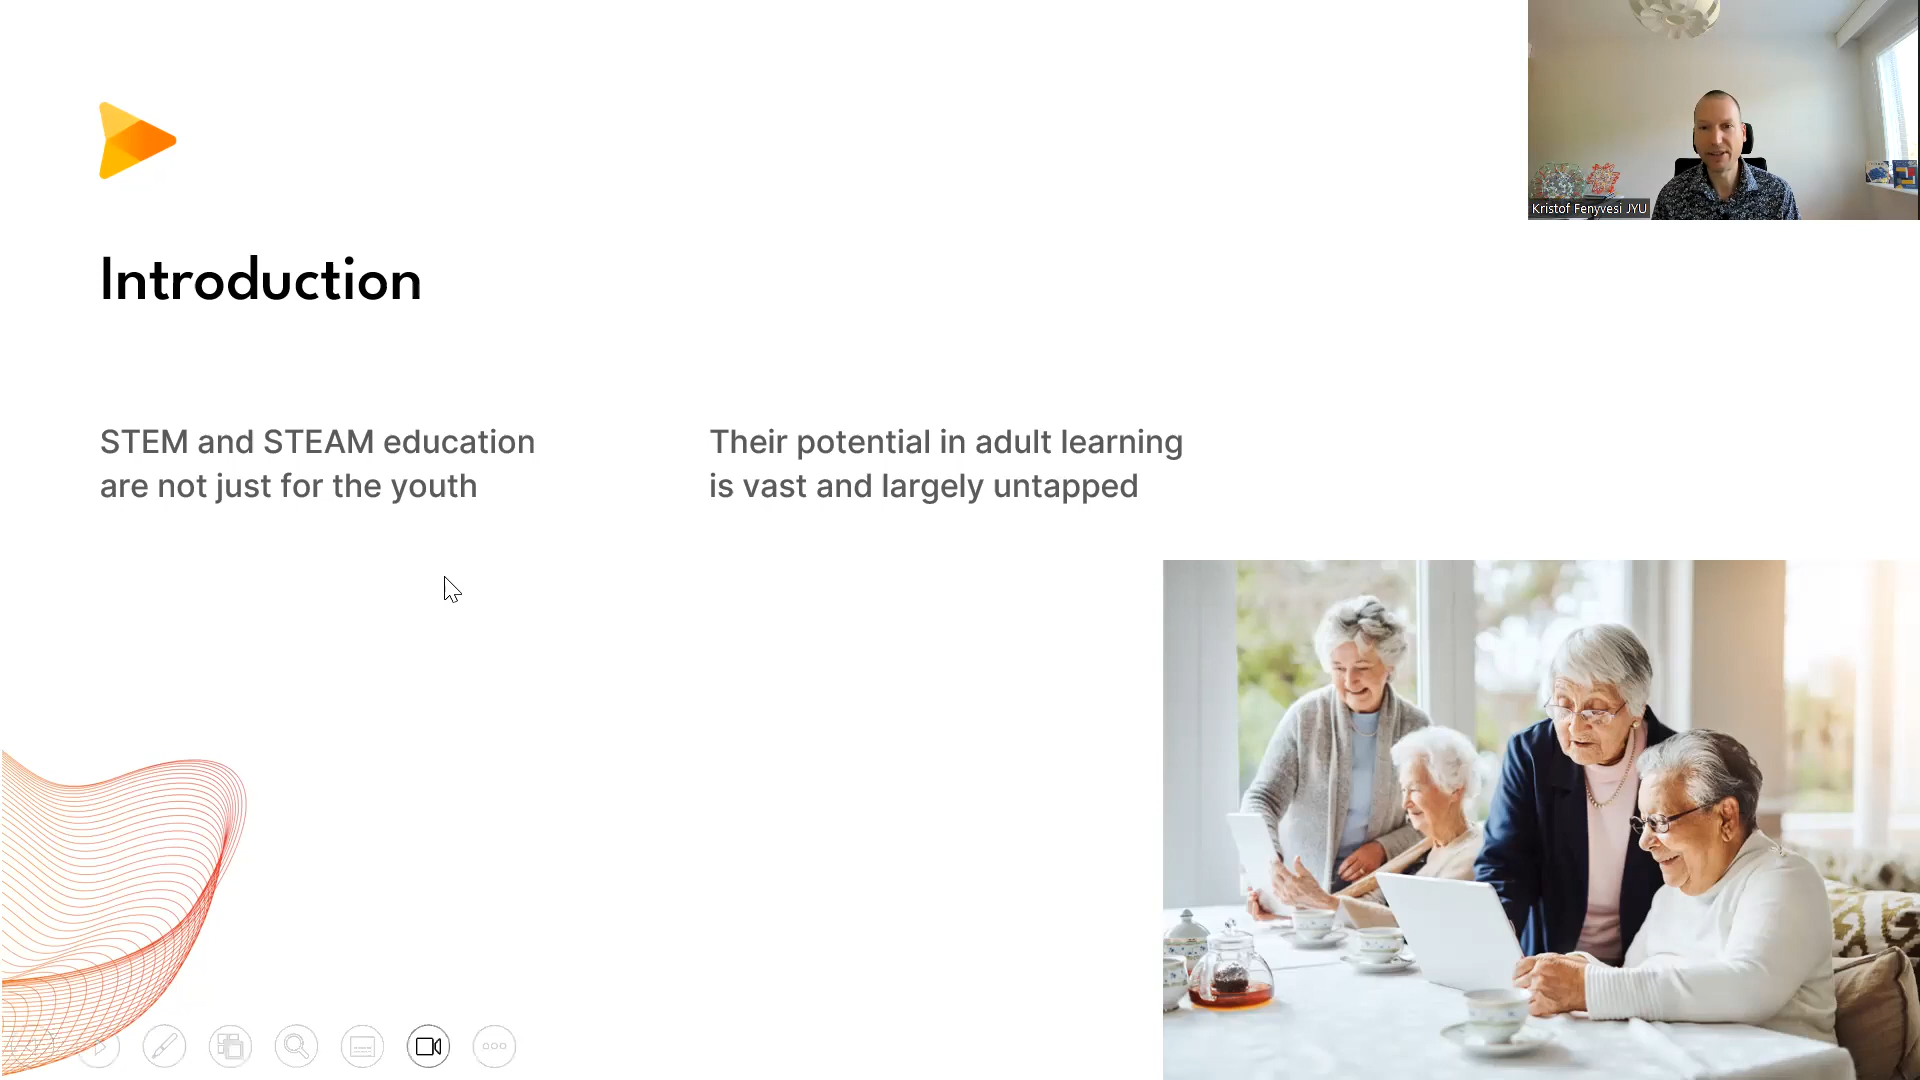 Kristof Fenyvesi JYU
Introduction
STEM and STEAM education
are not just for the youth
Their potential in adult learning
is vast and largely untapped